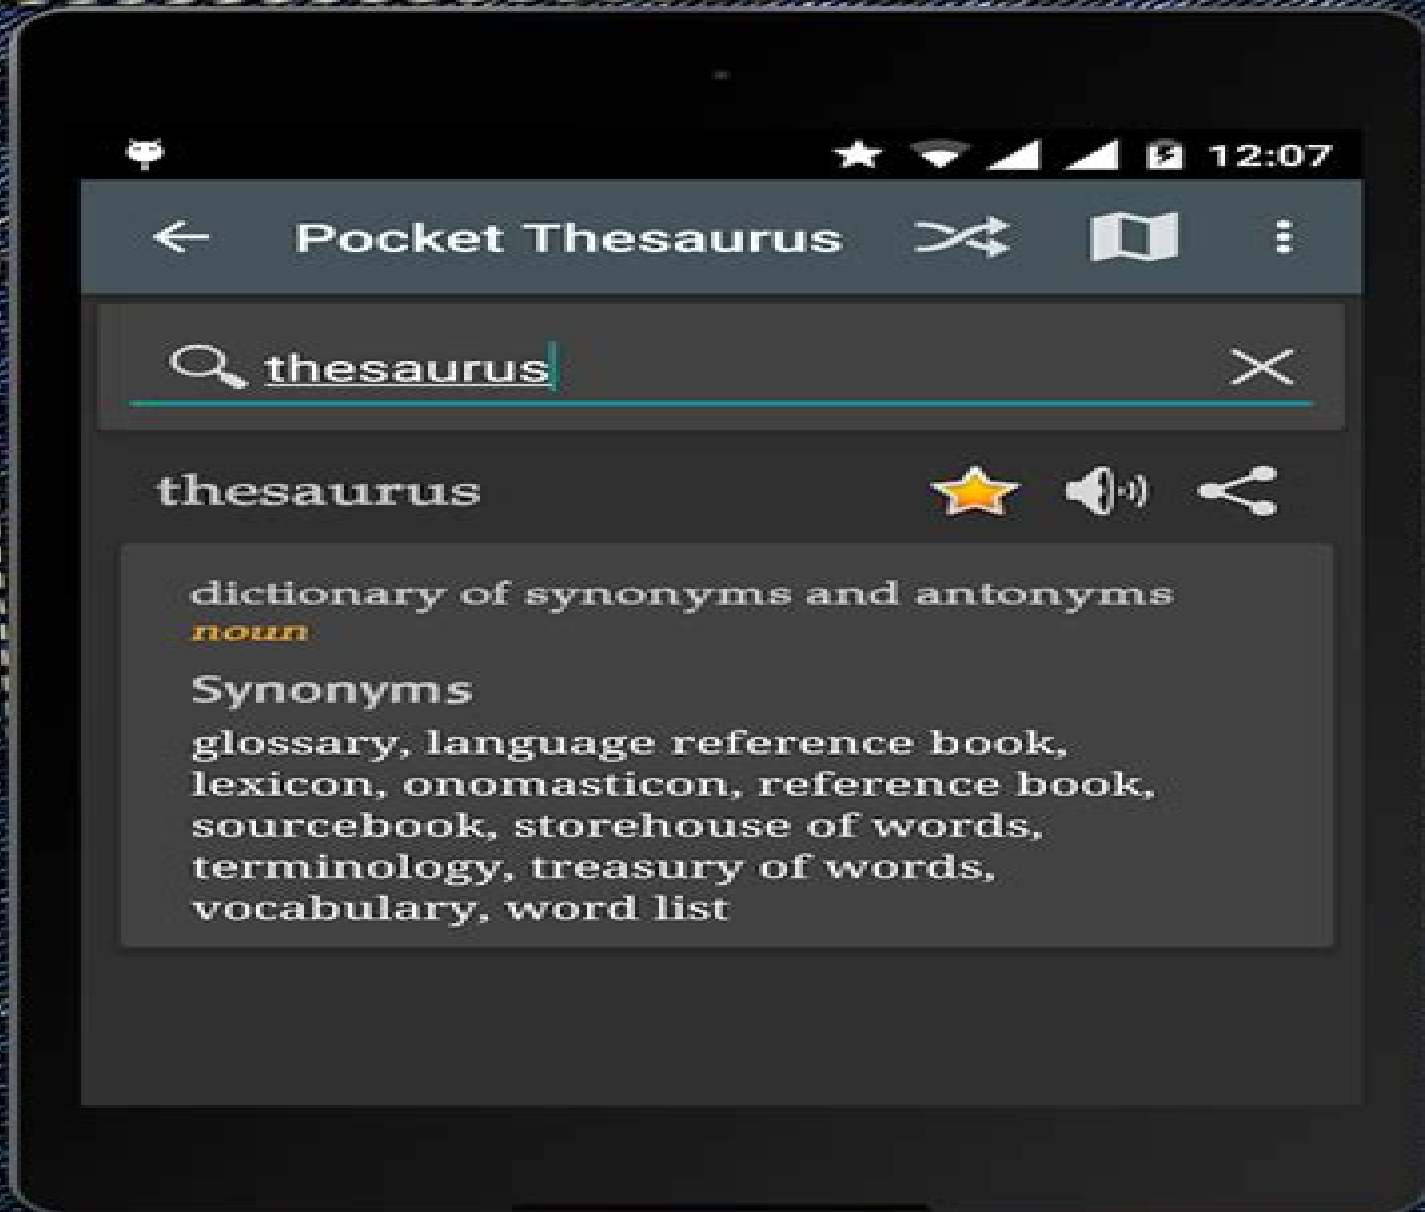 12:07
Pocket Thesaurus
thesaurus
thesaurus
dictionary of synonyms and antonyms
noun
Synonyms
glossary, language reference book,
lexicon, onomasticon, reference book,
sourcebook, storehouse of words,
terminology, treasury of words,
vocabulary, word list